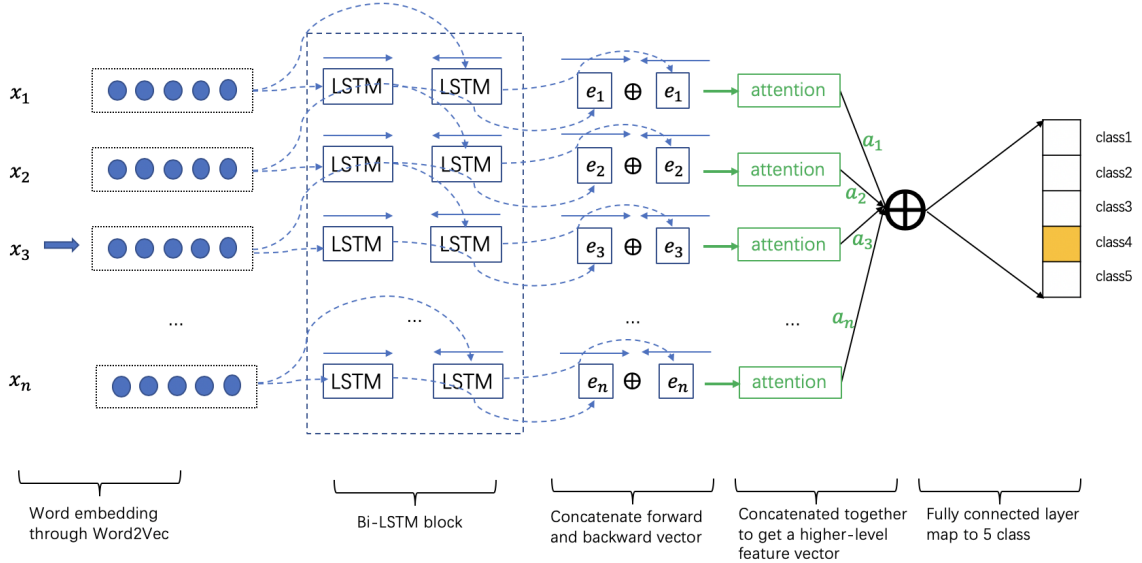 x₁ LSTM LSTM e₁ ⊕ e₁ attention
a₁
class1
x₂ LSTM LSTM e₂ ⊕ e₂ attention
a₂
class2
class3
x₃ LSTM LSTM e₃ ⊕ e₃ attention
a₃
class4
class5
... ... ... ...
aₙ
xₙ LSTM LSTM eₙ ⊕ eₙ attention
Word embedding
through Word2Vec
Bi-LSTM block
Concatenate forward
and backward vector
Concatenated together
to get a higher-level
feature vector
Fully connected layer
map to 5 class